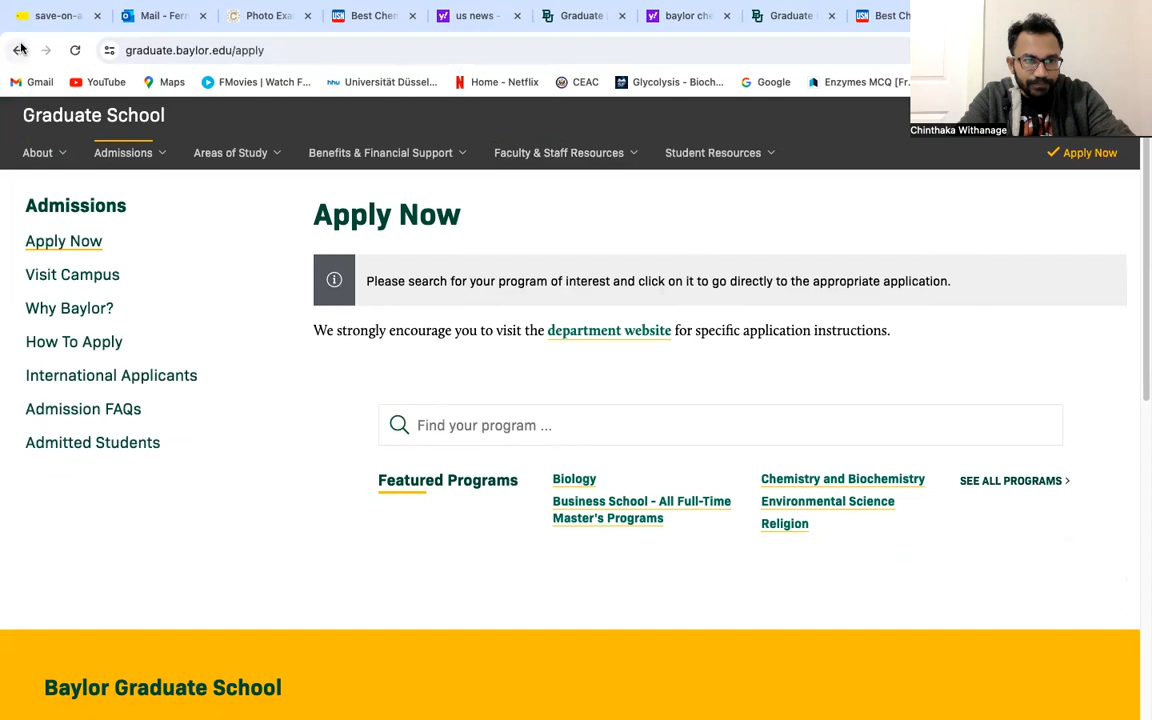 save-on-a
Mail - Fern
Photo Exa
Best Cher
us news -
Graduate
baylor che
Graduate
Best Ch
graduate.baylor.edu/apply
Gmail
YouTube
Maps
FMovies | Watch F...
Universität Düssel...
Home - Netflix
CEAC
Glycolysis - Bioch...
Google
Enzymes MCQ [Fr...
Chinthaka Withanage
Graduate School
About
Admissions
Areas of Study
Benefits & Financial Support
Faculty & Staff Resources
Student Resources
Apply Now
Admissions
Apply Now
Visit Campus
Why Baylor?
How To Apply
International Applicants
Admission FAQs
Admitted Students
Apply Now
Please search for your program of interest and click on it to go directly to the appropriate application.
We strongly encourage you to visit the department website for specific application instructions.
Find your program ...
Featured Programs
Biology
Business School - All Full-Time
Master's Programs
Chemistry and Biochemistry
Environmental Science
Religion
SEE ALL PROGRAMS >
Baylor Graduate School